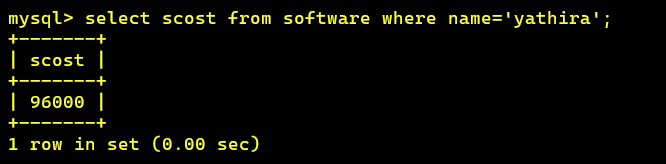 mysql> select scost from software where name='yathira';
+-------+
| scost |
+-------+
| 96000 |
+-------+
1 row in set (0.00 sec)